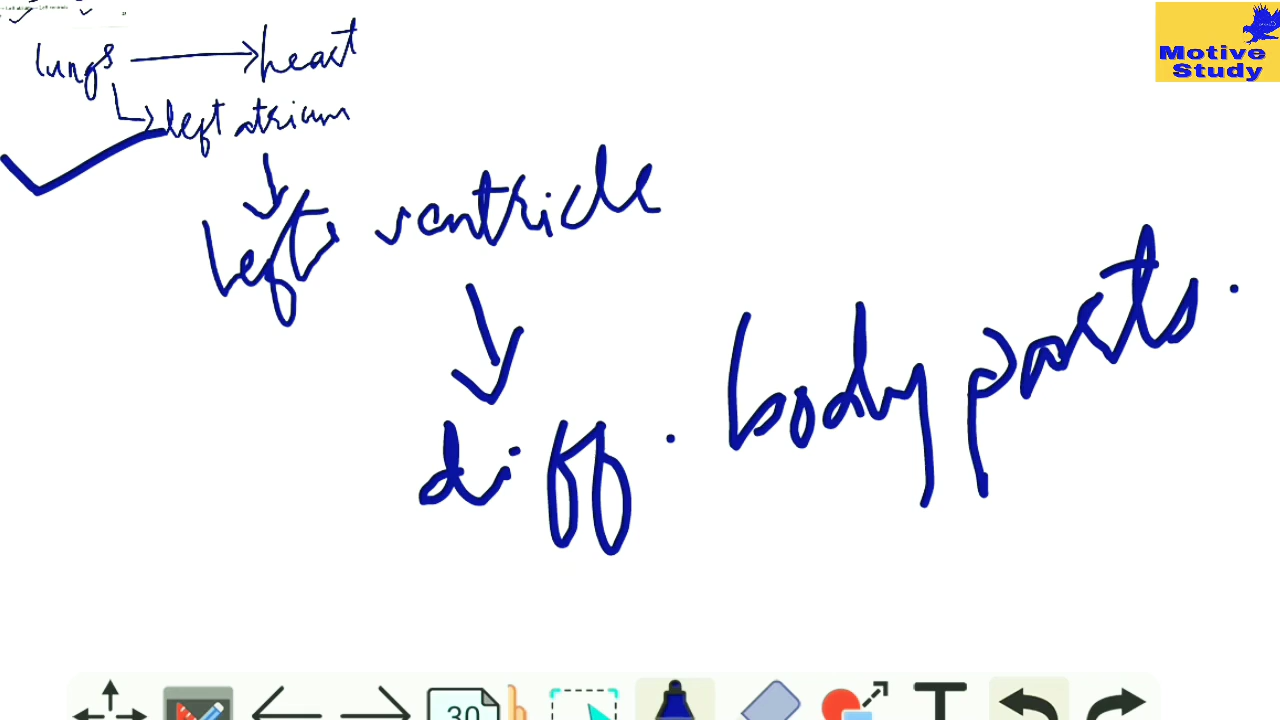 lungs → heart
→ left atrium
↓
left ventricle
↓
diff. body parts.
Motive
Study
30
T